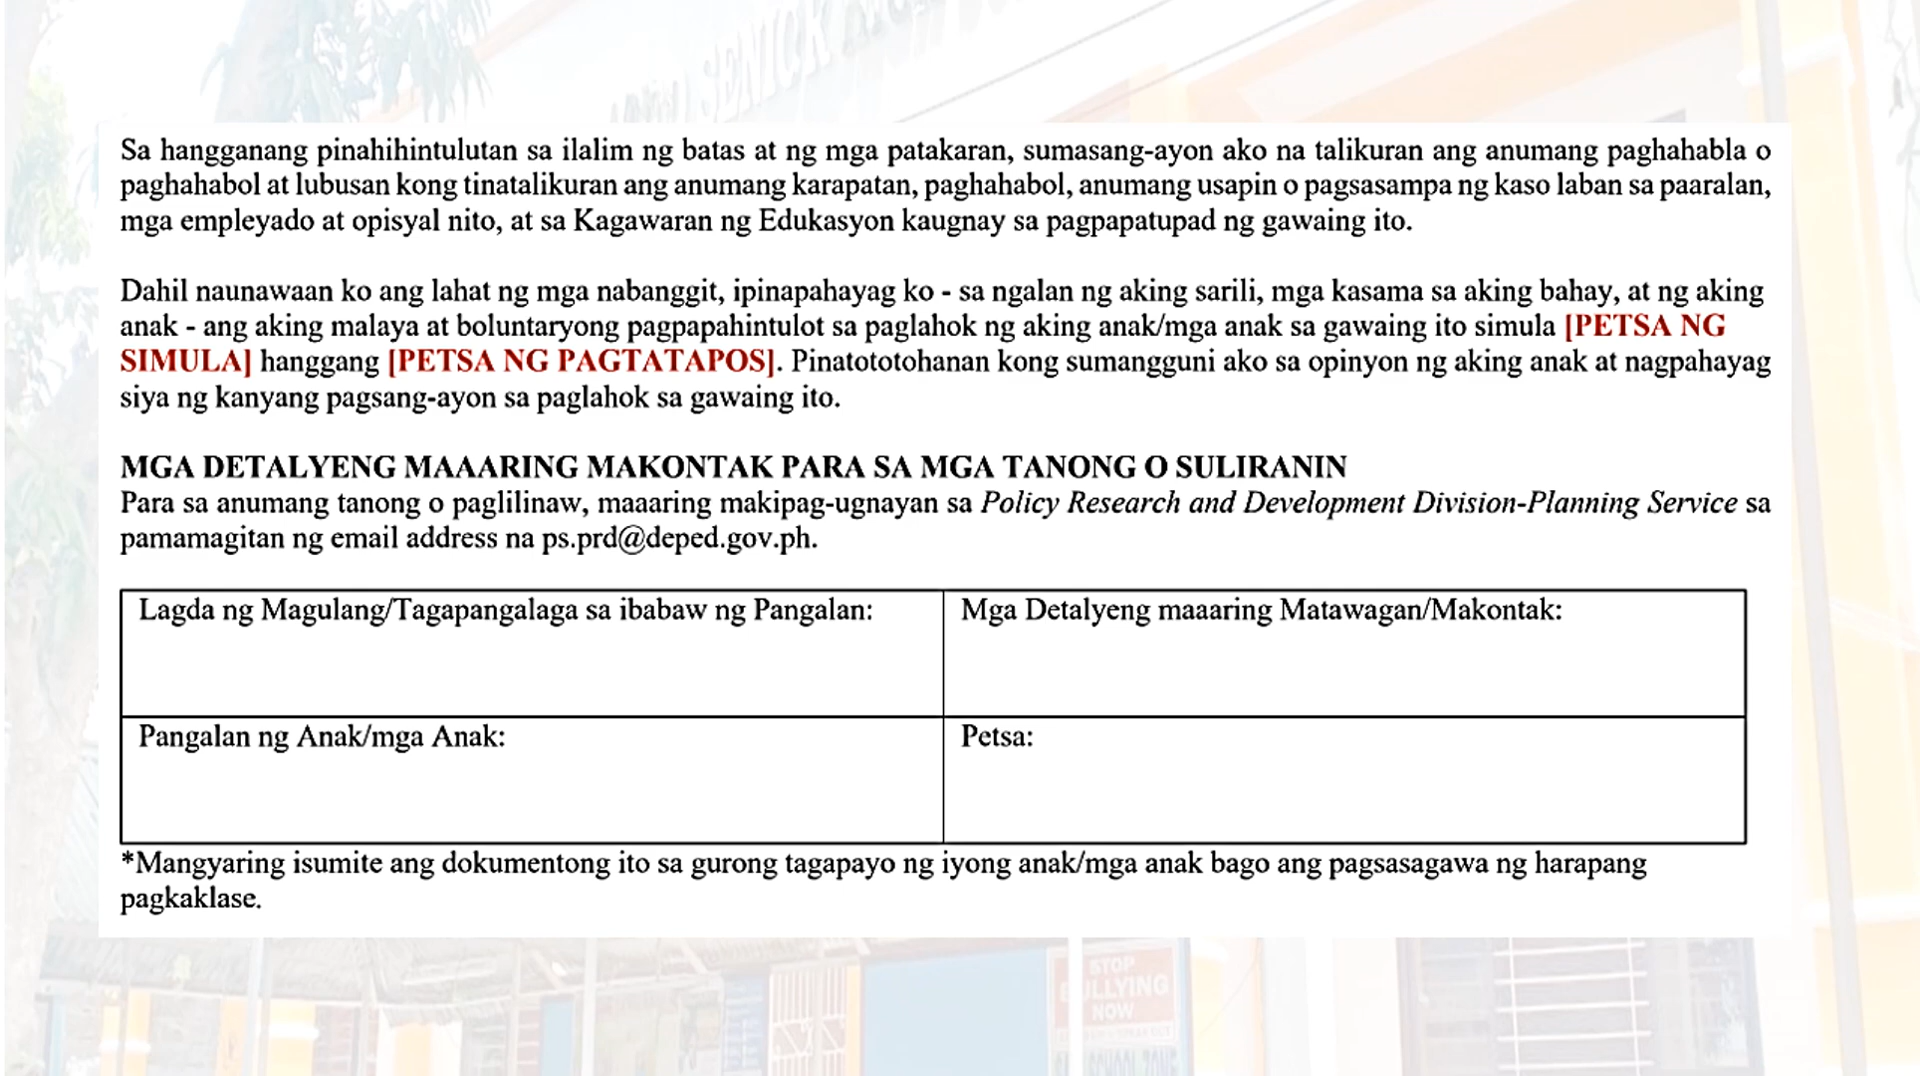 SENIOR
Sa hangganang pinahihintulutan sa ilalim ng batas at ng mga patakaran, sumasang-ayon ako na talikuran ang anumang paghahabla o
paghahabol at lubusan kong tinatalikuran ang anumang karapatan, paghahabol, anumang usapin o pagsasampa ng kaso laban sa paaralan,
mga empleyado at opisyal nito, at sa Kagawaran ng Edukasyon kaugnay sa pagpapatupad ng gawaing ito.
Dahil naunawaan ko ang lahat ng mga nabanggit, ipinapahayag ko - sa ngalan ng aking sarili, mga kasama sa aking bahay, at ng aking
anak - ang aking malaya at boluntaryong pagpapahintulot sa paglahok ng aking anak/mga anak sa gawaing ito simula [PETSA NG
SIMULA] hanggang [PETSA NG PAGTATAPOS]. Pinatototohanan kong sumangguni ako sa opinyon ng aking anak at nagpahayag
siya ng kanyang pagsang-ayon sa paglahok sa gawaing ito.
MGA DETALYENG MAAARING MAKONTAK PARA SA MGA TANONG O SULIRANIN
Para sa anumang tanong o paglilinaw, maaaring makipag-ugnayan sa Policy Research and Development Division-Planning Service sa
pamamagitan ng email address na ps.prd@deped.gov.ph.
Lagda ng Magulang/Tagapangalaga sa ibabaw ng Pangalan:
Mga Detalyeng maaaring Matawagan/Makontak:
Pangalan ng Anak/mga Anak:
Petsa:
*Mangyaring isumite ang dokumentong ito sa gurong tagapayo ng iyong anak/mga anak bago ang pagsasagawa ng harapang
pagkaklase.
STOP
BULLYING
NOW
SCHOOL ZONE